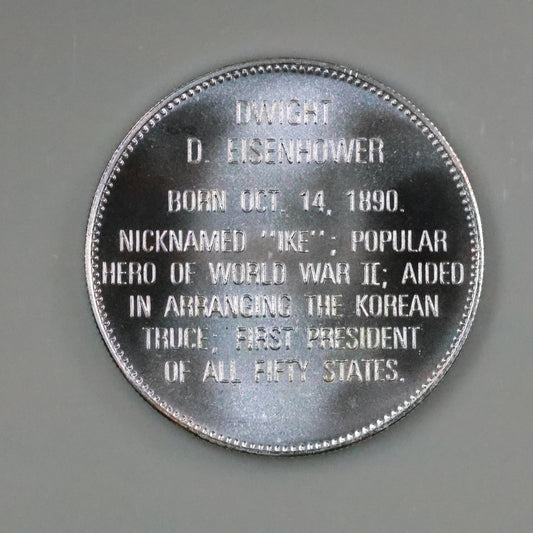 DWIGHT
D. EISENHOWER
BORN OCT. 14, 1890.
NICKNAMED "IKE"; POPULAR
HERO OF WORLD WAR II; AIDED
IN ARRANGING THE KOREAN
TRUCE; FIRST PRESIDENT
OF ALL FIFTY STATES.